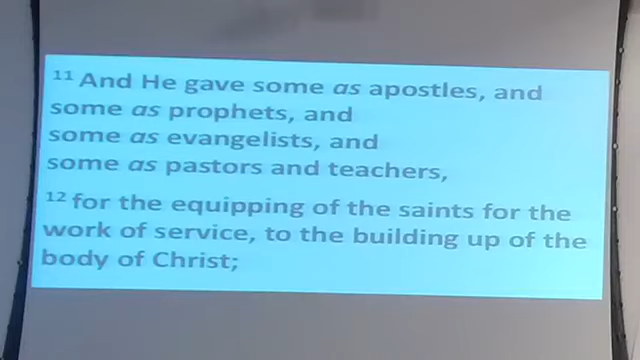 11 And He gave some as apostles, and
some as prophets, and
some as evangelists, and
some as pastors and teachers,
12 for the equipping of the saints for the
work of service, to the building up of the
body of Christ;